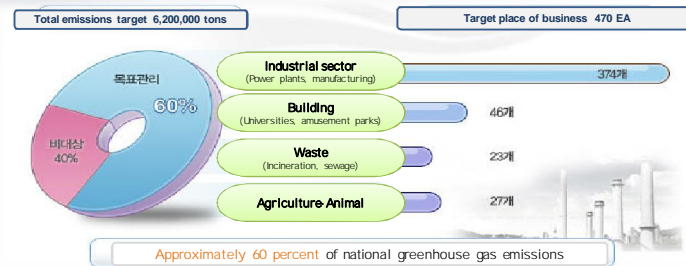 Total emissions target 6,200,000 tons
Target place of business 470 EA
목표관리
60%
비대상
40%
Industrial sector
(Power plants, manufacturing)
374개
Building
(Universities, amusement parks)
46개
Waste
(Incineration, sewage)
23개
Agriculture-Animal
27개
Approximately 60 percent of national greenhouse gas emissions